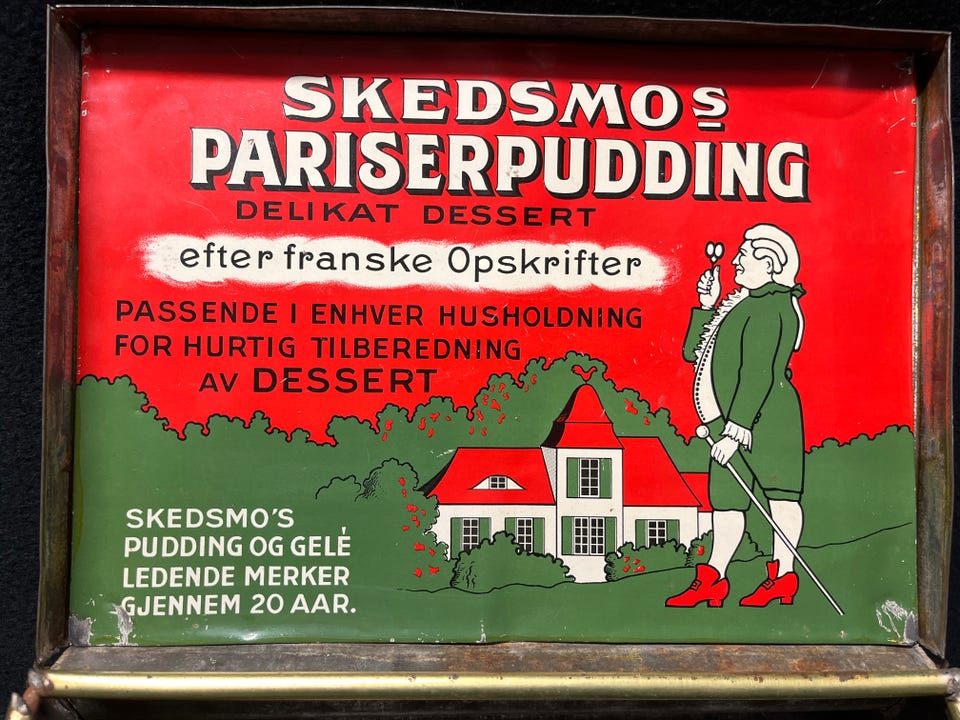 SKEDSMOs
PARISERPUDDING
DELIKAT DESSERT
efter franske Opskrifter
PASSENDE I ENHVER HUSHOLDNING
FOR HURTIG TILBEREDNING
AV DESSERT
SKEDSMO'S
PUDDING OG GELÉ
LEDENDE MERKER
GJENNEM 20 AAR.